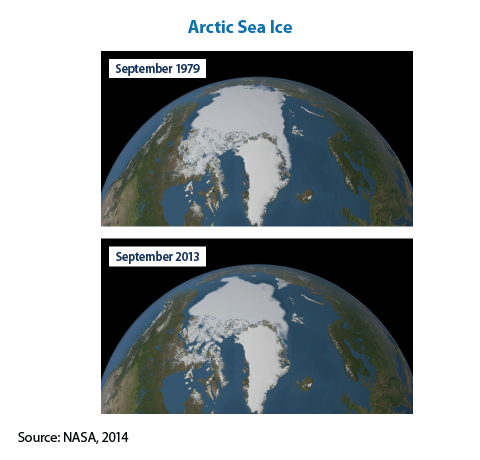 Arctic Sea Ice
September 1979
September 2013
Source: NASA, 2014